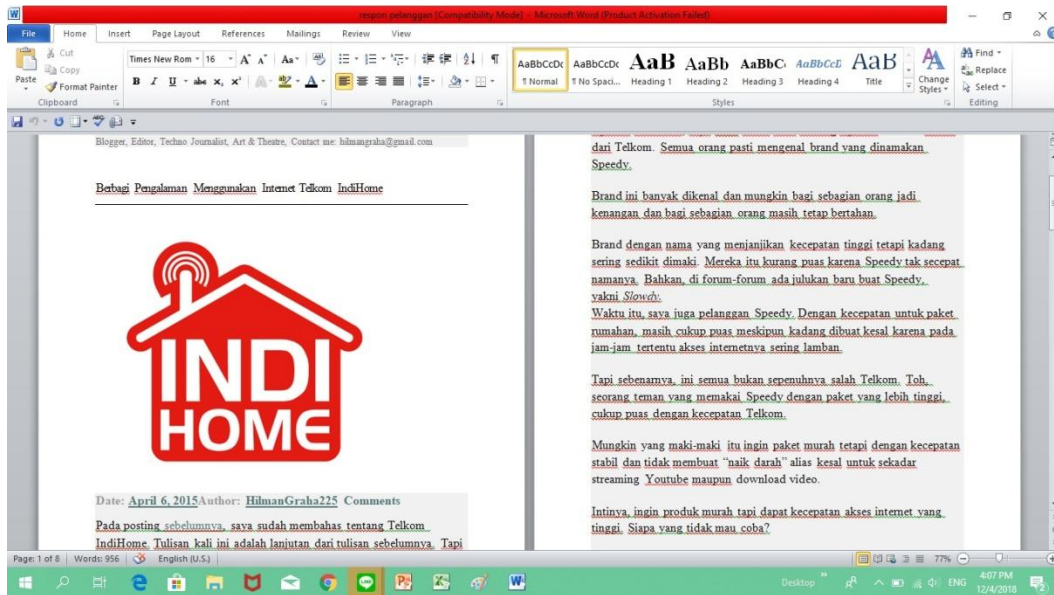 respon pelanggan [Compatibility Mode] - Microsoft Word (Product Activation Failed)
File Home Insert Page Layout References Mailings Review View
Cut
Copy
Format Painter
Paste
Clipboard
Times New Rom 16
Font
Paragraph
AaBbCcDc AaBbCcDc AaB AaBb AaBbC AaBbCcD AaB
¶ Normal ¶ No Spaci... Heading 1 Heading 2 Heading 3 Heading 4 Title
Change Styles
Styles
Find
Replace
Select
Editing
Blogger, Editor, Techno Journalist, Art & Theatre, Contact me: hilmangraha@gmail.com
Berbagi Pengalaman Menggunakan Internet Telkom IndiHome
INDI
HOME
Date: April 6, 2015Author: HilmanGraha225 Comments
Pada posting sebelumnya, saya sudah membahas tentang Telkom
IndiHome. Tulisan kali ini adalah lanjutan dari tulisan sebelumnya. Tapi
dari Telkom. Semua orang pasti mengenal brand yang dinamakan
Speedy.
Brand ini banyak dikenal dan mungkin bagi sebagian orang jadi
kenangan dan bagi sebagian orang masih tetap bertahan.
Brand dengan nama yang menjanjikan kecepatan tinggi tetapi kadang
sering sedikit dimaki. Mereka itu kurang puas karena Speedy tak secepat
namanya. Bahkan, di forum-forum ada julukan baru buat Speedy,
yakni Slowdy.
Waktu itu, saya juga pelanggan Speedy. Dengan kecepatan untuk paket
rumahan, masih cukup puas meskipun kadang dibuat kesal karena pada
jam-jam tertentu akses internetnya sering lamban.
Tapi sebenarnya, ini semua bukan sepenuhnya salah Telkom. Toh,
seorang teman yang memakai Speedy dengan paket yang lebih tinggi,
cukup puas dengan kecepatan Telkom.
Mungkin yang maki-maki itu ingin paket murah tetapi dengan kecepatan
stabil dan tidak membuat “naik darah” alias kesal untuk sekadar
streaming Youtube maupun download video.
Intinya, ingin produk murah tapi dapat kecepatan akses internet yang
tinggi. Siapa yang tidak mau coba?
Page: 1 of 8 Words: 956 English (U.S.) 77%
Desktop ENG 4:07 PM
12/4/2018